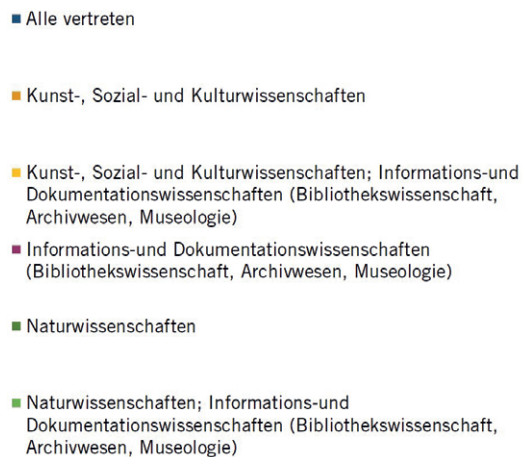 Alle vertreten
Kunst-, Sozial- und Kulturwissenschaften
Kunst-, Sozial- und Kulturwissenschaften; Informations-und
Dokumentationswissenschaften (Bibliothekswissenschaft,
Archivwesen, Museologie)
Informations-und Dokumentationswissenschaften
(Bibliothekswissenschaft, Archivwesen, Museologie)
Naturwissenschaften
Naturwissenschaften; Informations-und
Dokumentationswissenschaften (Bibliothekswissenschaft,
Archivwesen, Museologie)